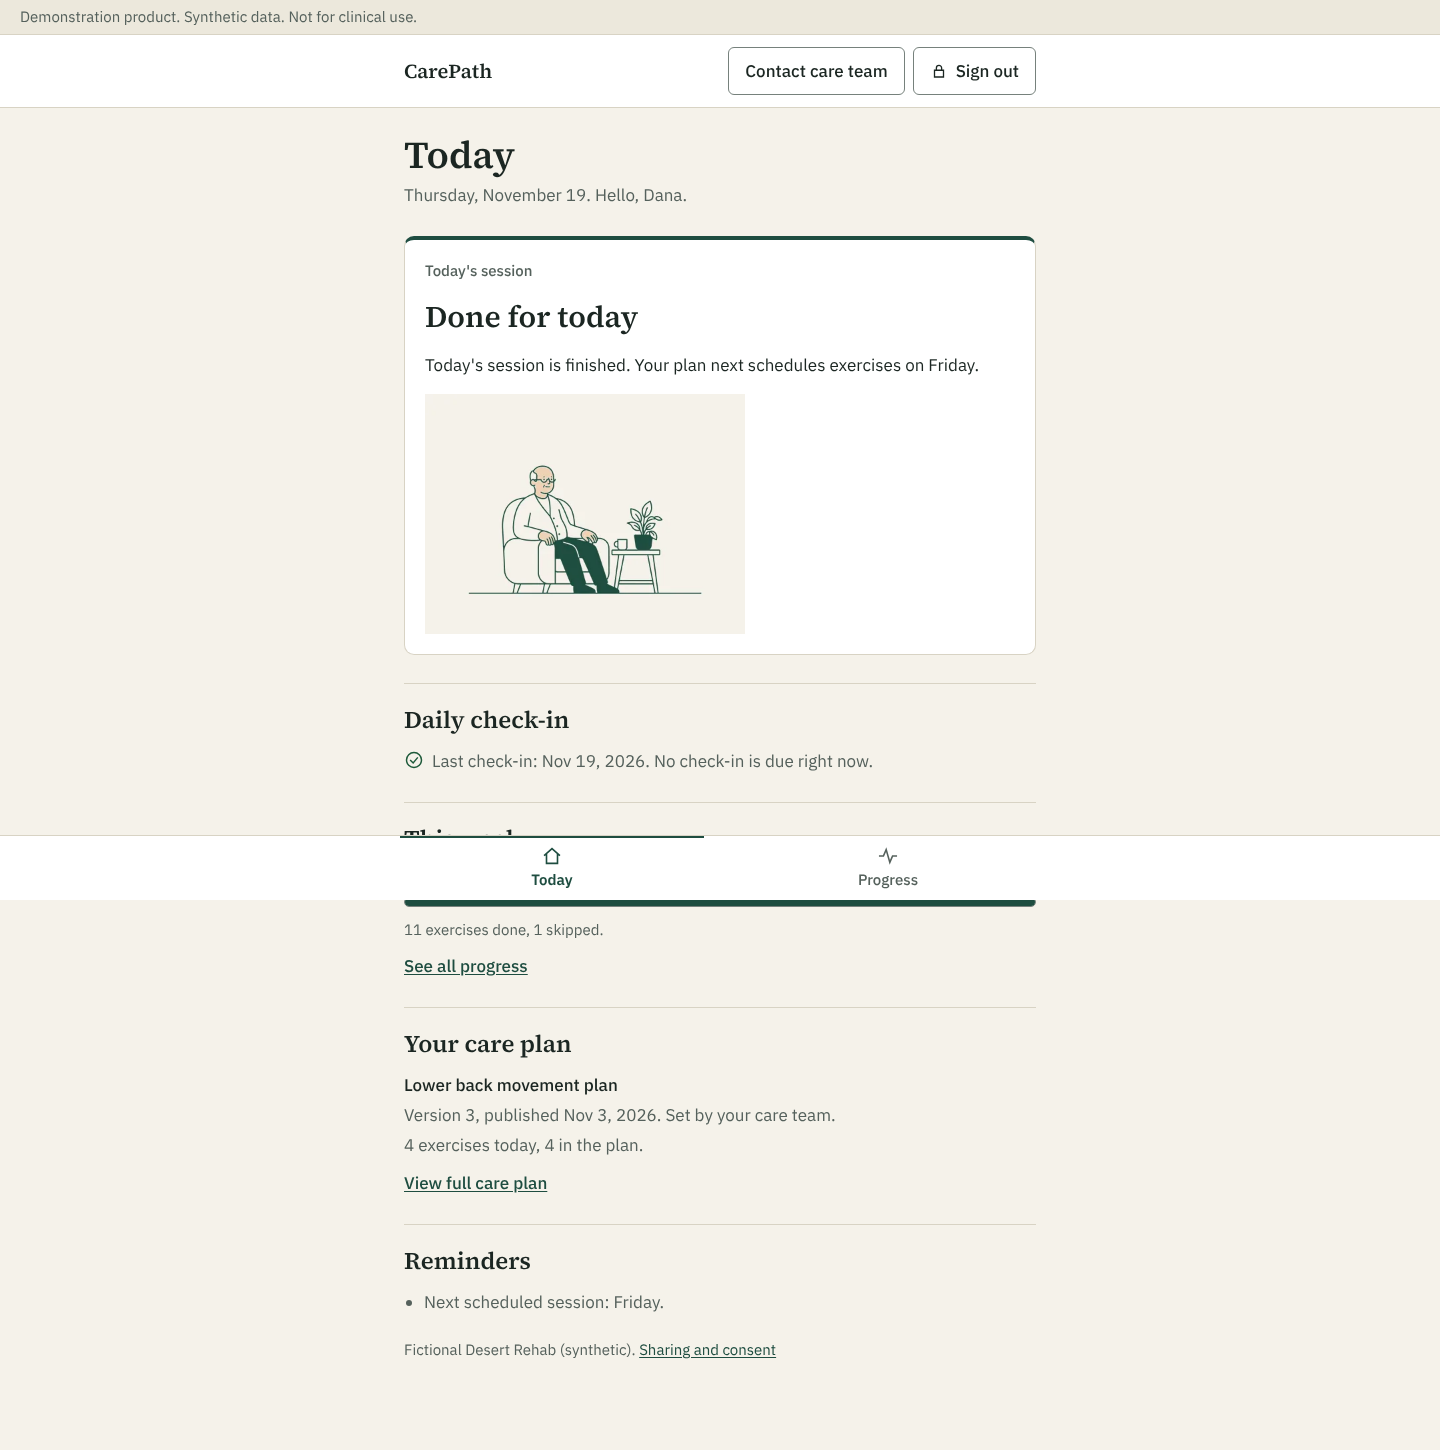 Demonstration product. Synthetic data. Not for clinical use.
CarePath
Contact care team
Sign out
Today
Thursday, November 19. Hello, Dana.
Today's session
Done for today
Today's session is finished. Your plan next schedules exercises on Friday.
Daily check-in
Last check-in: Nov 19, 2026. No check-in is due right now.
Today
Progress
11 exercises done, 1 skipped.
See all progress
Your care plan
Lower back movement plan
Version 3, published Nov 3, 2026. Set by your care team.
4 exercises today, 4 in the plan.
View full care plan
Reminders
Next scheduled session: Friday.
Fictional Desert Rehab (synthetic). Sharing and consent